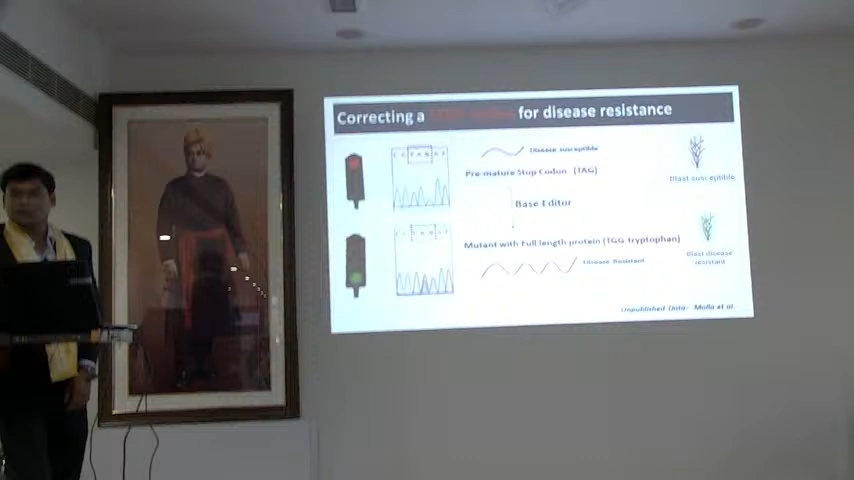 Correcting a for disease resistance
Disease susceptible
Pre-mature Stop Codon (TAG)
Blast susceptible
Base Editor
Mutant with Full length protein (TGG-tryptophan)
Disease Resistant
Blast disease
resistant
Unpublished Data- Molla et al.